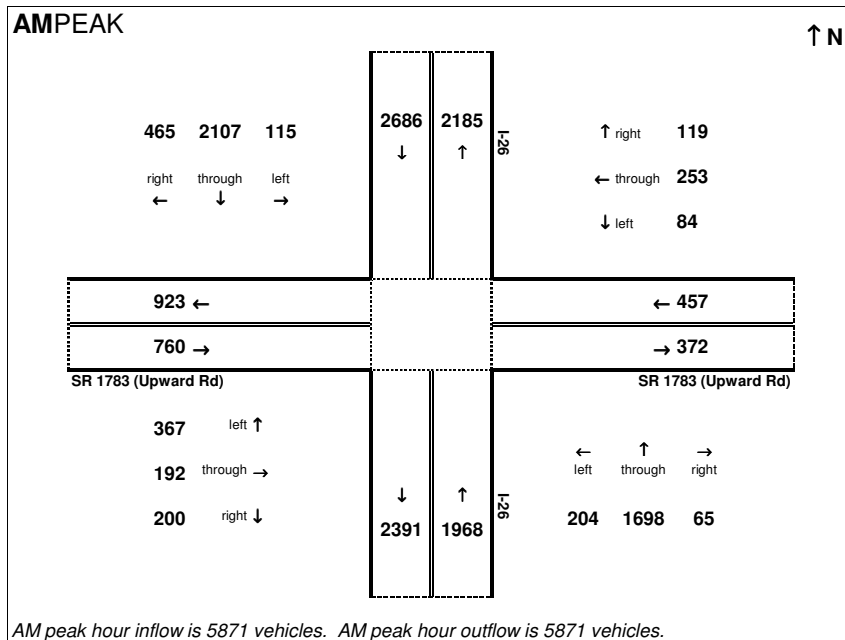 AMPEAK
↑ N
465 2107 115
right through left
← ↓ →
2686 2185
↓ ↑
I-26
↑ right 119
← through 253
↓ left 84
923 ←
760 →
← 457
→ 372
SR 1783 (Upward Rd)
SR 1783 (Upward Rd)
367 left ↑
192 through →
200 right ↓
↓ ↑
2391 1968
I-26
← ↑ →
left through right
204 1698 65
AM peak hour inflow is 5871 vehicles. AM peak hour outflow is 5871 vehicles.